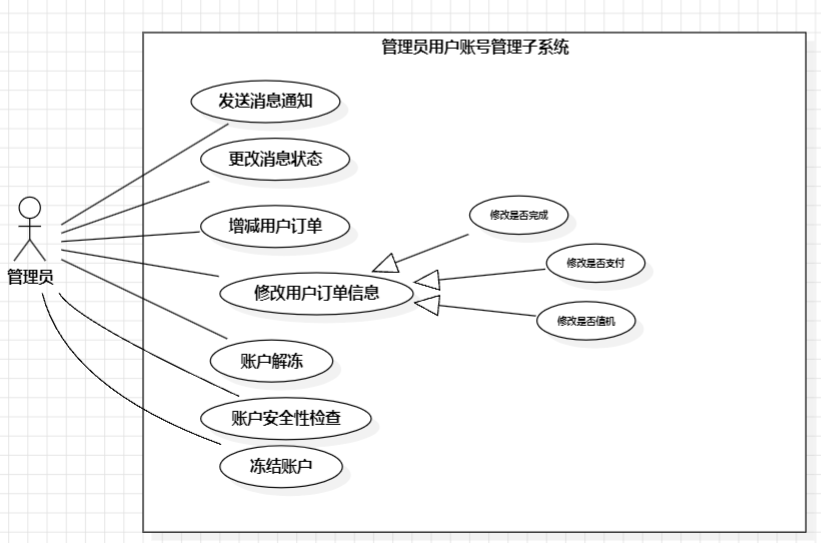 管理员用户账号管理子系统
发送消息通知
更改消息状态
增减用户订单
修改用户订单信息
修改是否完成
修改是否支付
修改是否值机
管理员
账户解冻
账户安全性检查
冻结账户